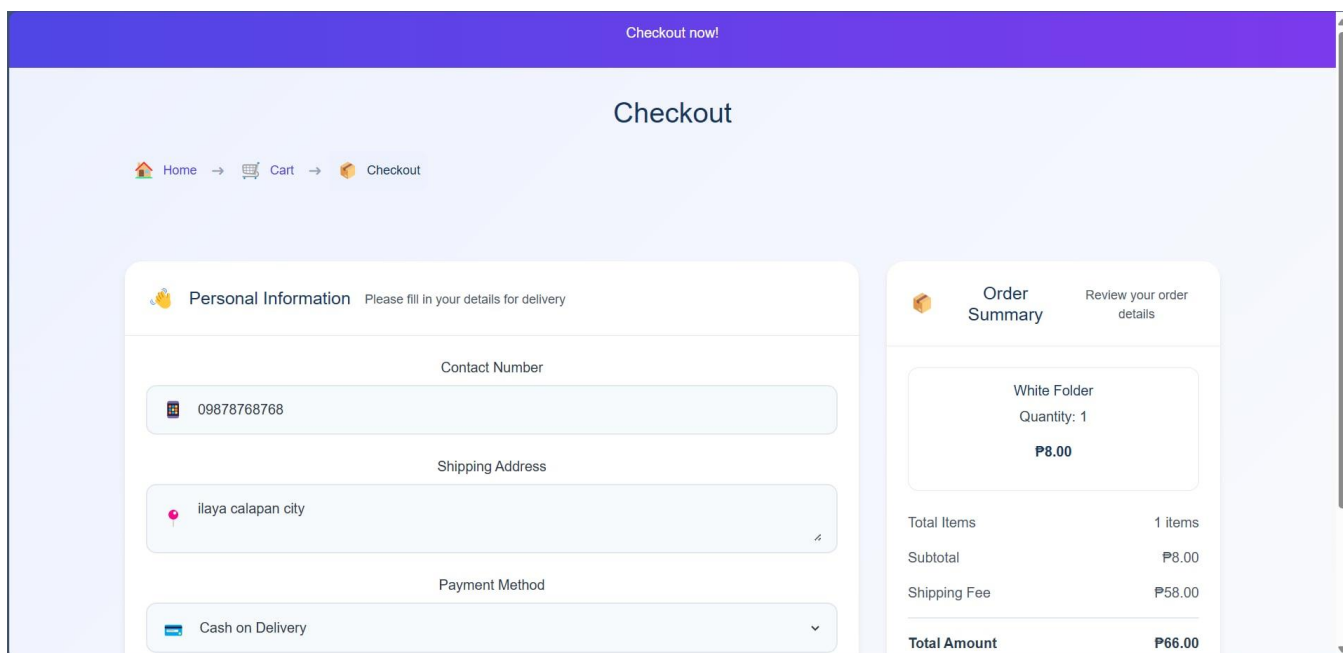 Checkout now!
Checkout
Home → Cart → Checkout
Personal Information Please fill in your details for delivery
Contact Number
09878768768
Shipping Address
ilaya calapan city
Payment Method
Cash on Delivery
Order
Summary
Review your order
details
White Folder
Quantity: 1
₱8.00
Total Items 1 items
Subtotal ₱8.00
Shipping Fee ₱58.00
Total Amount ₱66.00